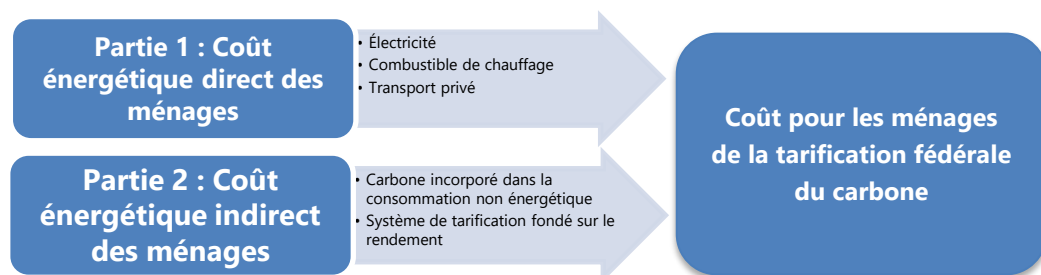 Partie 1 : Coût
énergétique direct des
ménages
• Électricité
• Combustible de chauffage
• Transport privé
Partie 2 : Coût
énergétique indirect
des ménages
• Carbone incorporé dans la
consommation non énergétique
• Système de tarification fondé sur le
rendement
Coût pour les ménages
de la tarification fédérale
du carbone